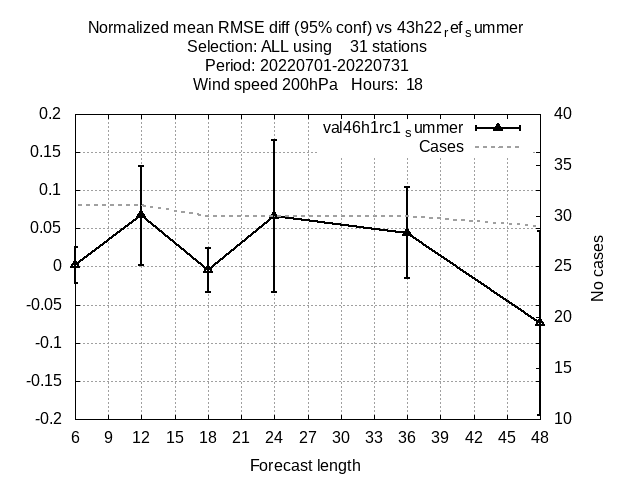 Normalized mean RMSE diff (95% conf) vs 43h22refsummer
Selection: ALL using 31 stations
Period: 20220701-20220731
Wind speed 200hPa Hours: 18
val46h1rc1summer
Cases
0.2
0.15
0.1
0.05
0
-0.05
-0.1
-0.15
-0.2
40
35
30
25
20
15
10
No cases
6 9 12 15 18 21 24 27 30 33 36 39 42 45 48
Forecast length